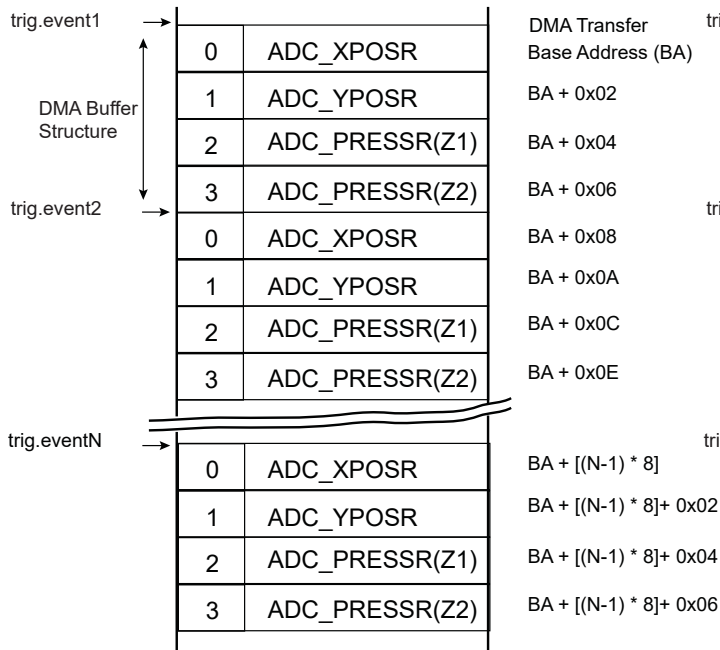 trig.event1
DMA Transfer
tri
0 ADC_XPOSR Base Address (BA)
1 ADC_YPOSR BA + 0x02
DMA Buffer
Structure
2 ADC_PRESSR(Z1) BA + 0x04
3 ADC_PRESSR(Z2) BA + 0x06
trig.event2
tri
0 ADC_XPOSR BA + 0x08
1 ADC_YPOSR BA + 0x0A
2 ADC_PRESSR(Z1) BA + 0x0C
3 ADC_PRESSR(Z2) BA + 0x0E
trig.eventN
tri
0 ADC_XPOSR BA + [(N-1) * 8]
1 ADC_YPOSR BA + [(N-1) * 8]+ 0x02
2 ADC_PRESSR(Z1) BA + [(N-1) * 8]+ 0x04
3 ADC_PRESSR(Z2) BA + [(N-1) * 8]+ 0x06